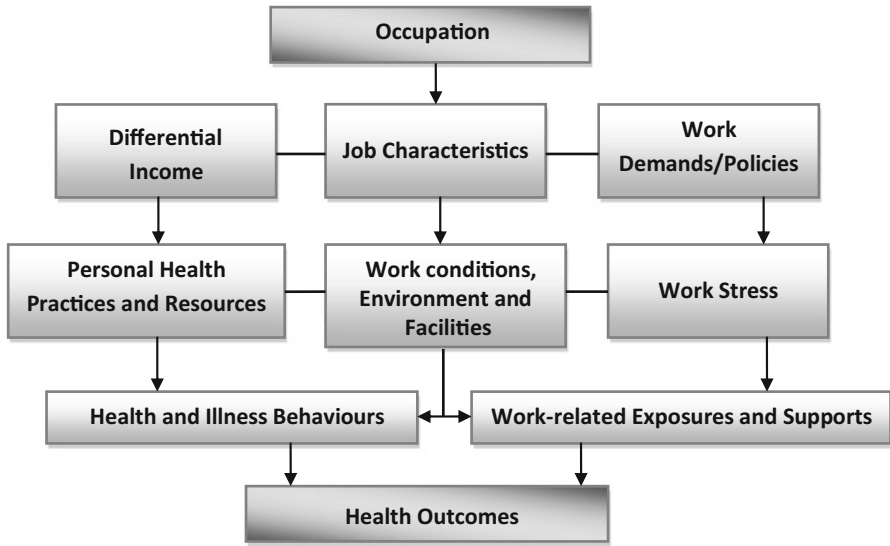 Occupation
Differential
Income
Job Characteristics
Work
Demands/Policies
Personal Health
Practices and Resources
Work conditions,
Environment and
Facilities
Work Stress
Health and Illness Behaviours
Work-related Exposures and Supports
Health Outcomes